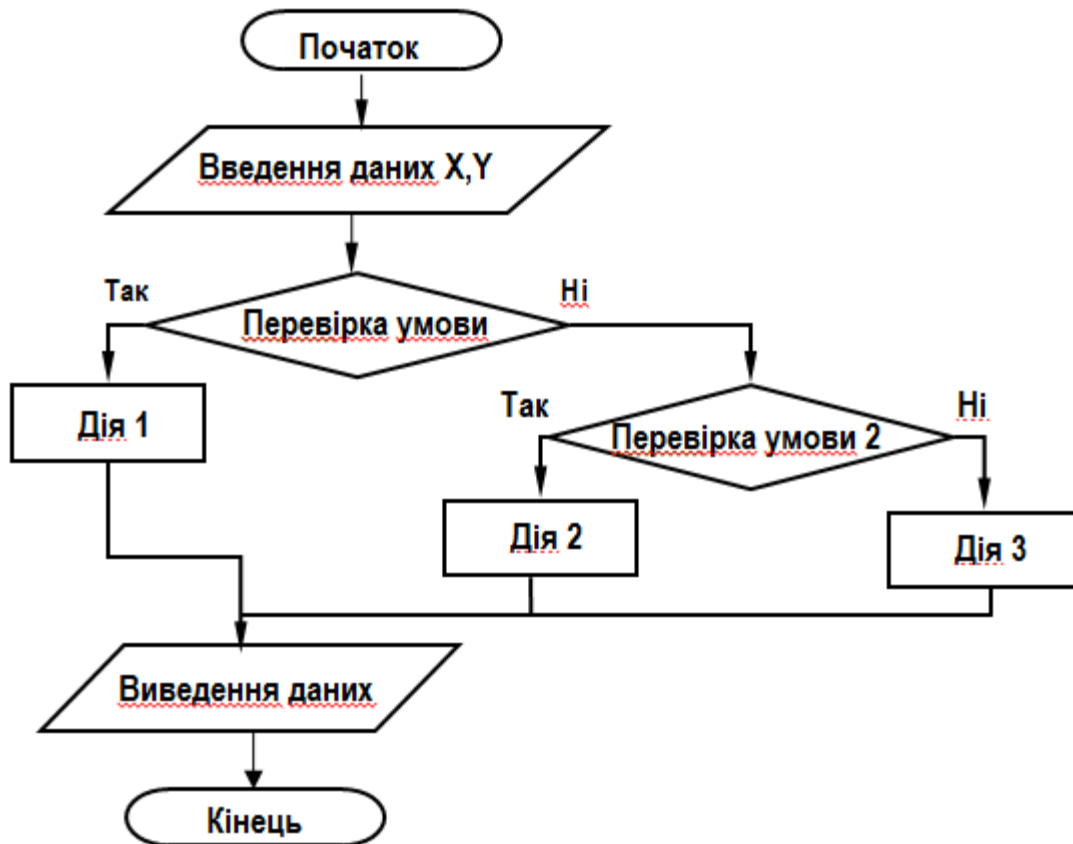 Початок
Введення даних X,Y
Так
Ні
Перевірка умови
Дія 1
Так
Ні
Перевірка умови 2
Дія 2
Дія 3
Виведення даних
Кінець